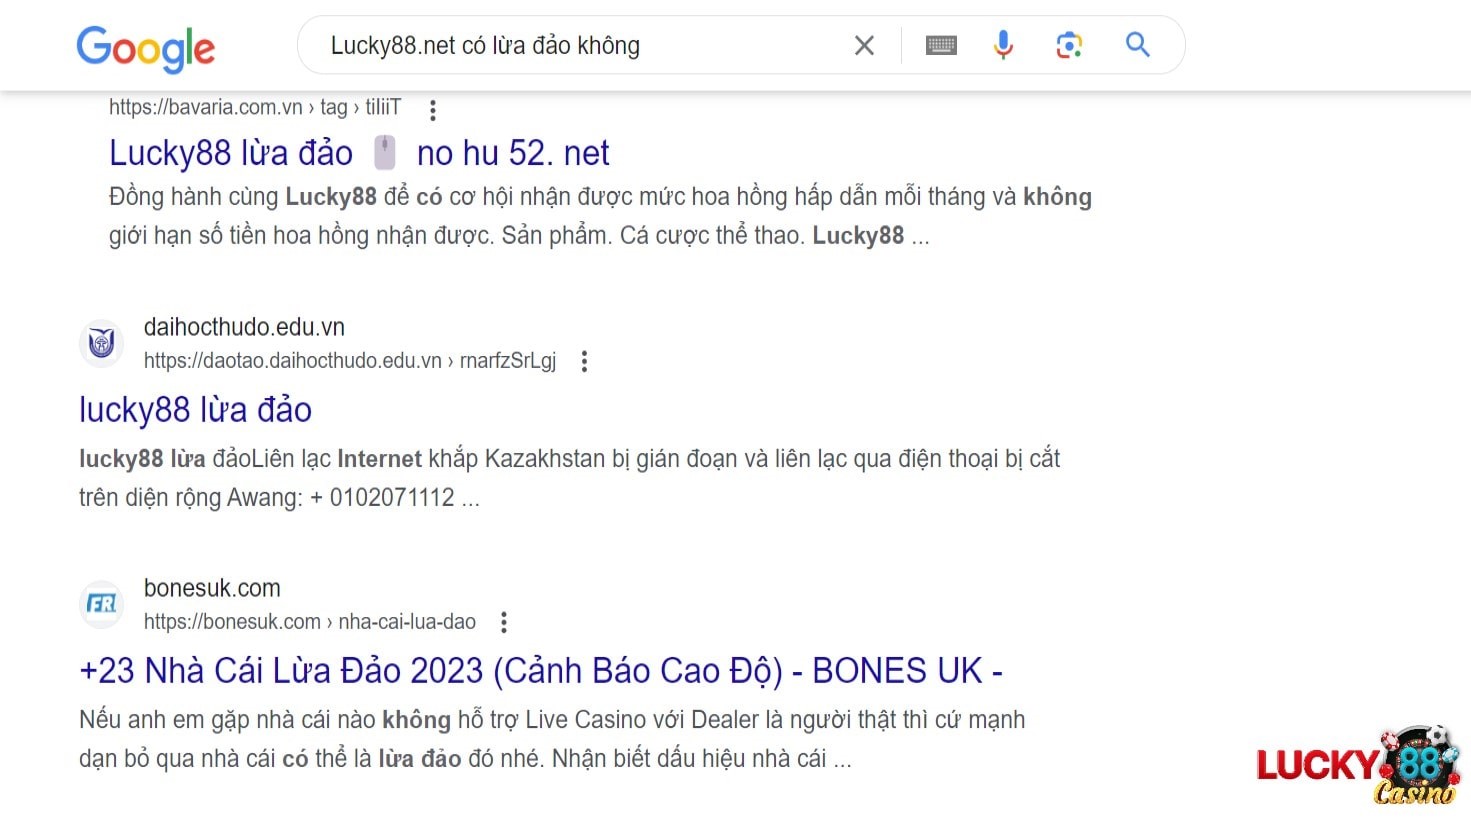 Google
Lucky88.net có lừa đảo không
https://bavaria.com.vn › tag › tiliiT
Lucky88 lừa đảo no hu 52. net
Đồng hành cùng Lucky88 để có cơ hội nhận được mức hoa hồng hấp dẫn mỗi tháng và không
giới hạn số tiền hoa hồng nhận được. Sản phẩm. Cá cược thể thao. Lucky88 ...
daihocthudo.edu.vn
https://daotao.daihocthudo.edu.vn › rnarfzSrLgj
lucky88 lừa đảo
lucky88 lừa đảoLiên lạc Internet khắp Kazakhstan bị gián đoạn và liên lạc qua điện thoại bị cắt
trên diện rộng Awang: + 0102071112 ...
bonesuk.com
https://bonesuk.com › nha-cai-lua-dao
FR
+23 Nhà Cái Lừa Đảo 2023 (Cảnh Báo Cao Độ) - BONES UK -
Nếu anh em gặp nhà cái nào không hỗ trợ Live Casino với Dealer là người thật thì cứ mạnh
dạn bỏ qua nhà cái có thể là lừa đảo đó nhé. Nhận biết dấu hiệu nhà cái ...
LUCKY 88
Casino